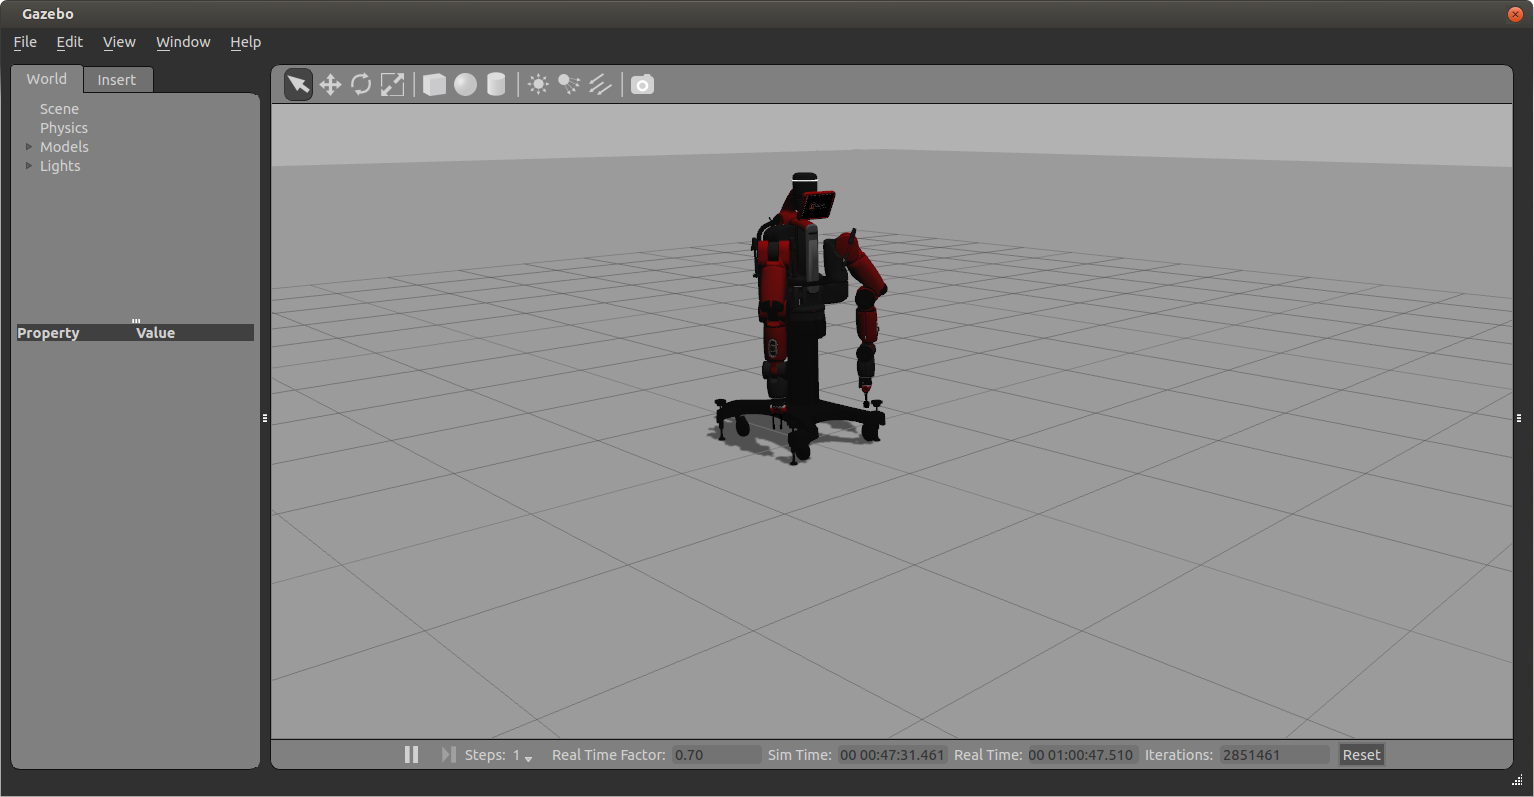 Gazebo
File Edit View Window Help
World Insert
Scene
Physics
Models
Lights
Property Value
Steps: 1 Real Time Factor: 0.70 Sim Time: 00 00:47:31.461 Real Time: 00 01:00:47.510 Iterations: 2851461 Reset